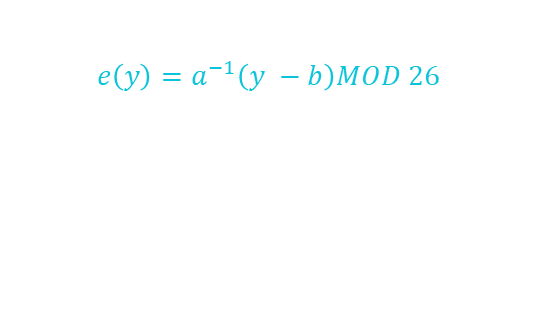 e(y) = a⁻¹(y − b)MOD 26